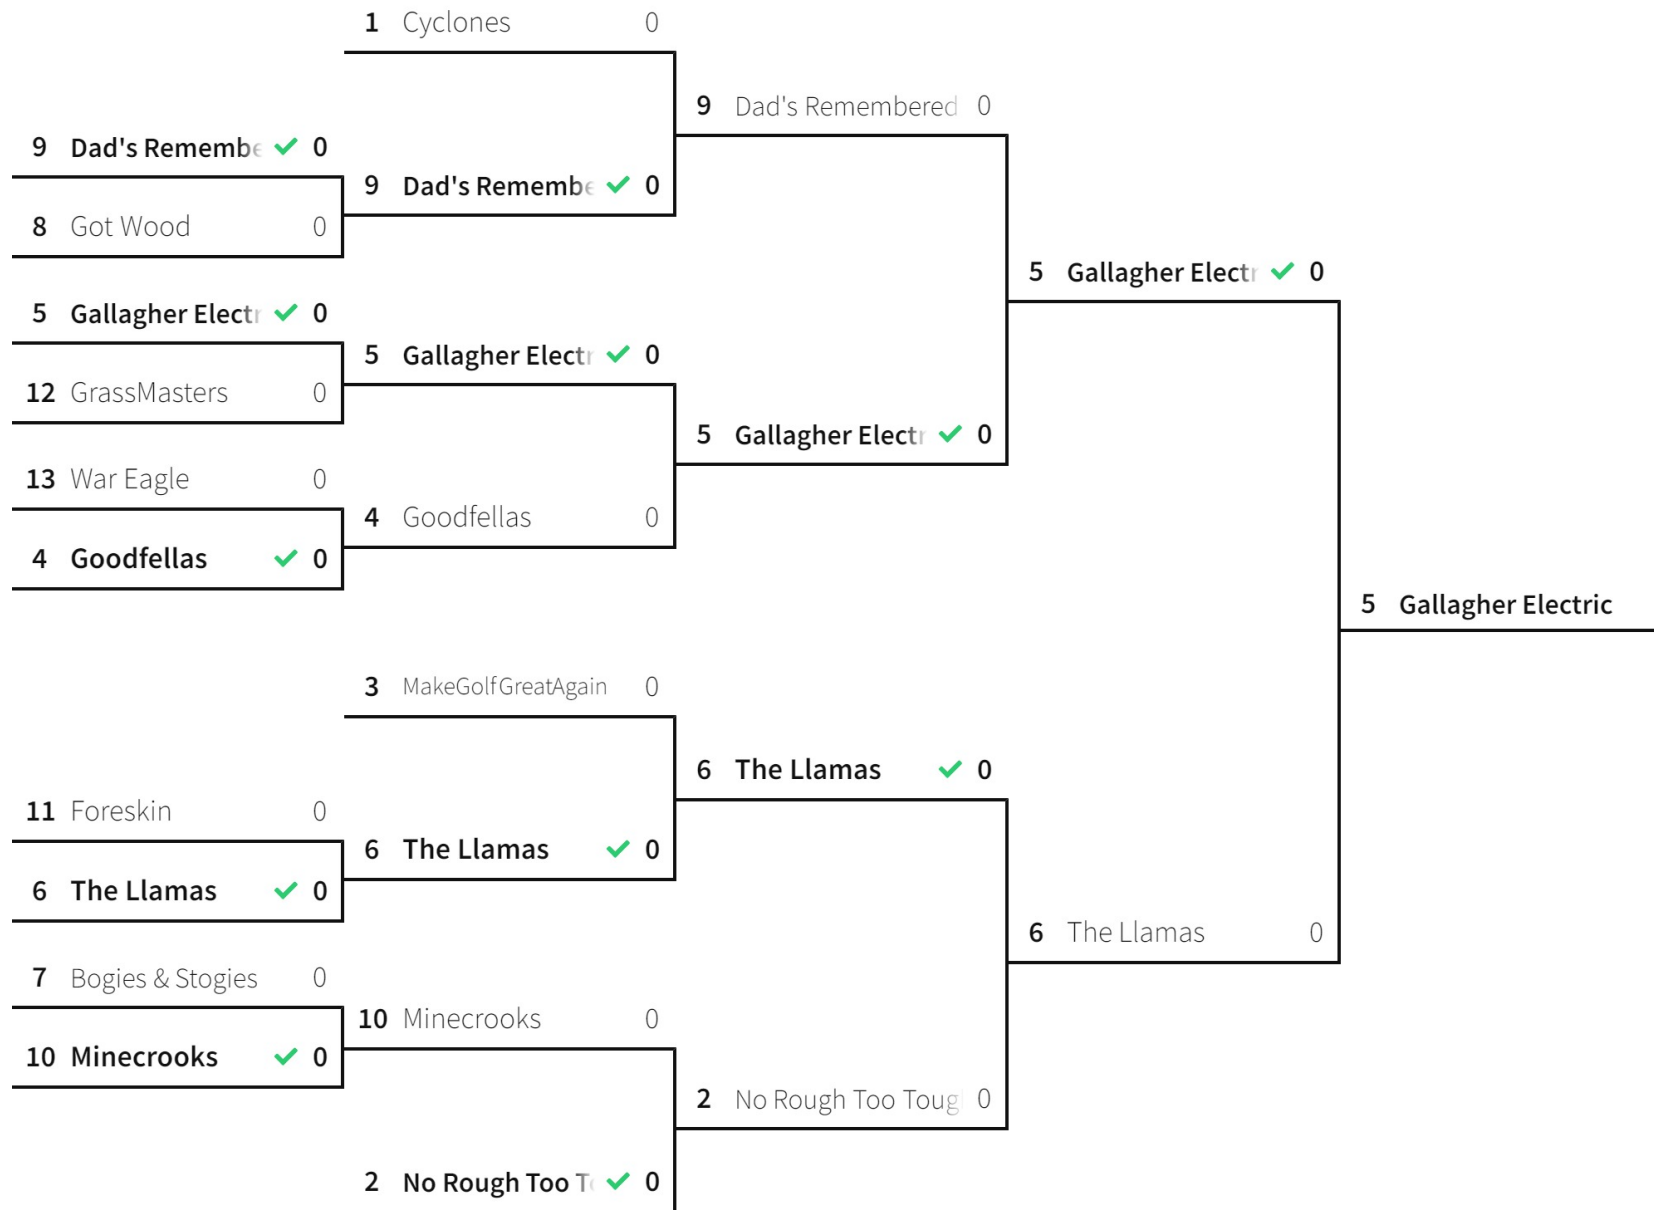 1 Cyclones 0
9 Dad's Remembered 0
9 Dad's Remembe 0
9 Dad's Remembe 0
8 Got Wood 0
5 Gallagher Electr 0
5 Gallagher Electr 0
5 Gallagher Electr 0
12 GrassMasters 0
5 Gallagher Electr 0
13 War Eagle 0
4 Goodfellas 0
4 Goodfellas 0
5 Gallagher Electric
3 MakeGolfGreatAgain 0
6 The Llamas 0
11 Foreskin 0
6 The Llamas 0
6 The Llamas 0
6 The Llamas 0
7 Bogies & Stogies 0
10 Minecrooks 0
10 Minecrooks 0
2 No Rough Too Toug 0
2 No Rough Too T 0